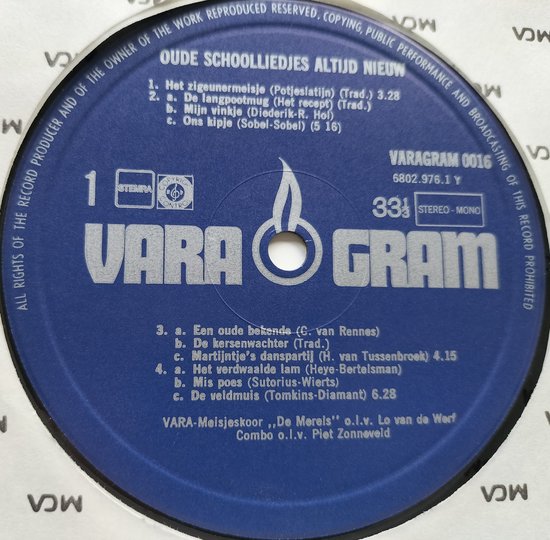 ALL RIGHTS OF THE RECORD PRODUCER AND OF THE OWNER OF THE WORK REPRODUCED RESERVED. COPYING, PUBLIC PERFORMANCE AND BROADCASTING OF THIS RECORD PROHIBITED
OUDE SCHOOLLIEDJES ALTIJD NIEUW
1. Het zigeunermeisje (Potjeslatijn) (Trad.) 3.28
2. a. De langpootmug (Het recept) (Trad.)
b. Mijn vinkje (Diederik-R. Hol)
c. Ons kipje (Sobel-Sobel) (5 16)
VARAGRAM 0016
6802.976.1 Y
1 STEMRA
33⅓ STEREO - MONO
VARA GRAM
3. a. Een oude bekende (C. van Rennes)
b. De kersenwachter (Trad.)
c. Martijntje's danspartij (H. van Tussenbroek) 4.15
4. a. Het verdwaalde lam (Heye-Bertelsman)
b. Mis poes (Sutorius-Wierts)
c. De veldmuis (Tomkins-Diamant) 6.28
VARA-Meisjeskoor ,,De Merels'' o.l.v. Lo van de Werf
Combo o.l.v. Piet Zonneveld
MCA
MCA
MCA
MCA